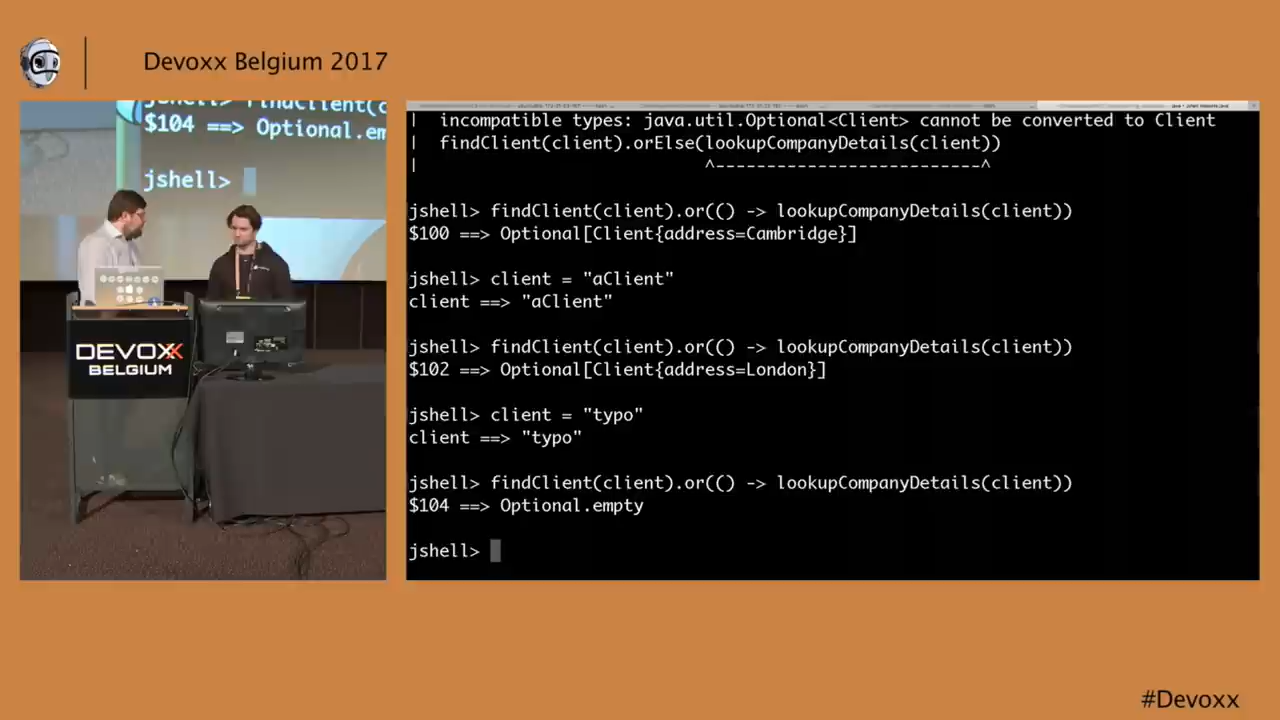 Devoxx Belgium 2017
jshell> findClient(c
$104 ==> Optional.em
jshell>
DEVOXX
BELGIUM
| incompatible types: java.util.Optional<Client> cannot be converted to Client
| findClient(client).orElse(lookupCompanyDetails(client))
| ^-------------------------^
jshell> findClient(client).or(() -> lookupCompanyDetails(client))
$100 ==> Optional[Client{address=Cambridge}]
jshell> client = "aClient"
client ==> "aClient"
jshell> findClient(client).or(() -> lookupCompanyDetails(client))
$102 ==> Optional[Client{address=London}]
jshell> client = "typo"
client ==> "typo"
jshell> findClient(client).or(() -> lookupCompanyDetails(client))
$104 ==> Optional.empty
jshell>
#Devoxx